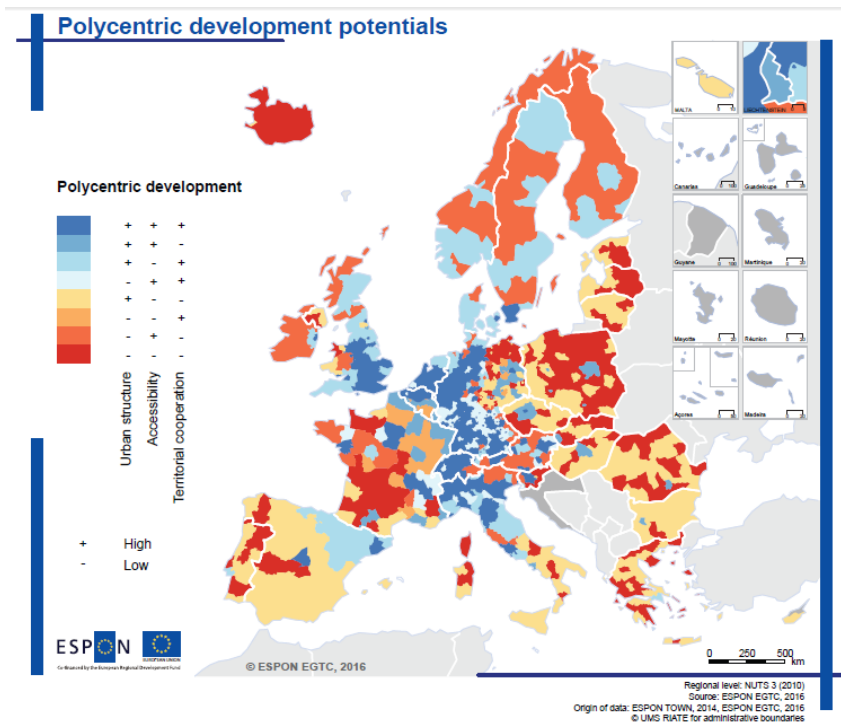 Polycentric development potentials
MALTA
LIECHTENSTEIN
Canarias
Guadeloupe
Guyane
Martinique
Mayotte
Réunion
Açores
Madeira
Polycentric development
+ + +
+ + -
+ - +
- + +
+ - -
- - +
- + -
- - -
Urban structure
Accessibility
Territorial cooperation
+ High
- Low
ESPON
EUROPEAN UNION
Co-financed by the European Regional Development Fund
© ESPON EGTC, 2016
0 250 500
km
Regional level: NUTS 3 (2010)
Source: ESPON EGTC, 2016
Origin of data: ESPON TOWN, 2014, ESPON EGTC, 2016
© UMS RIATE for administrative boundaries